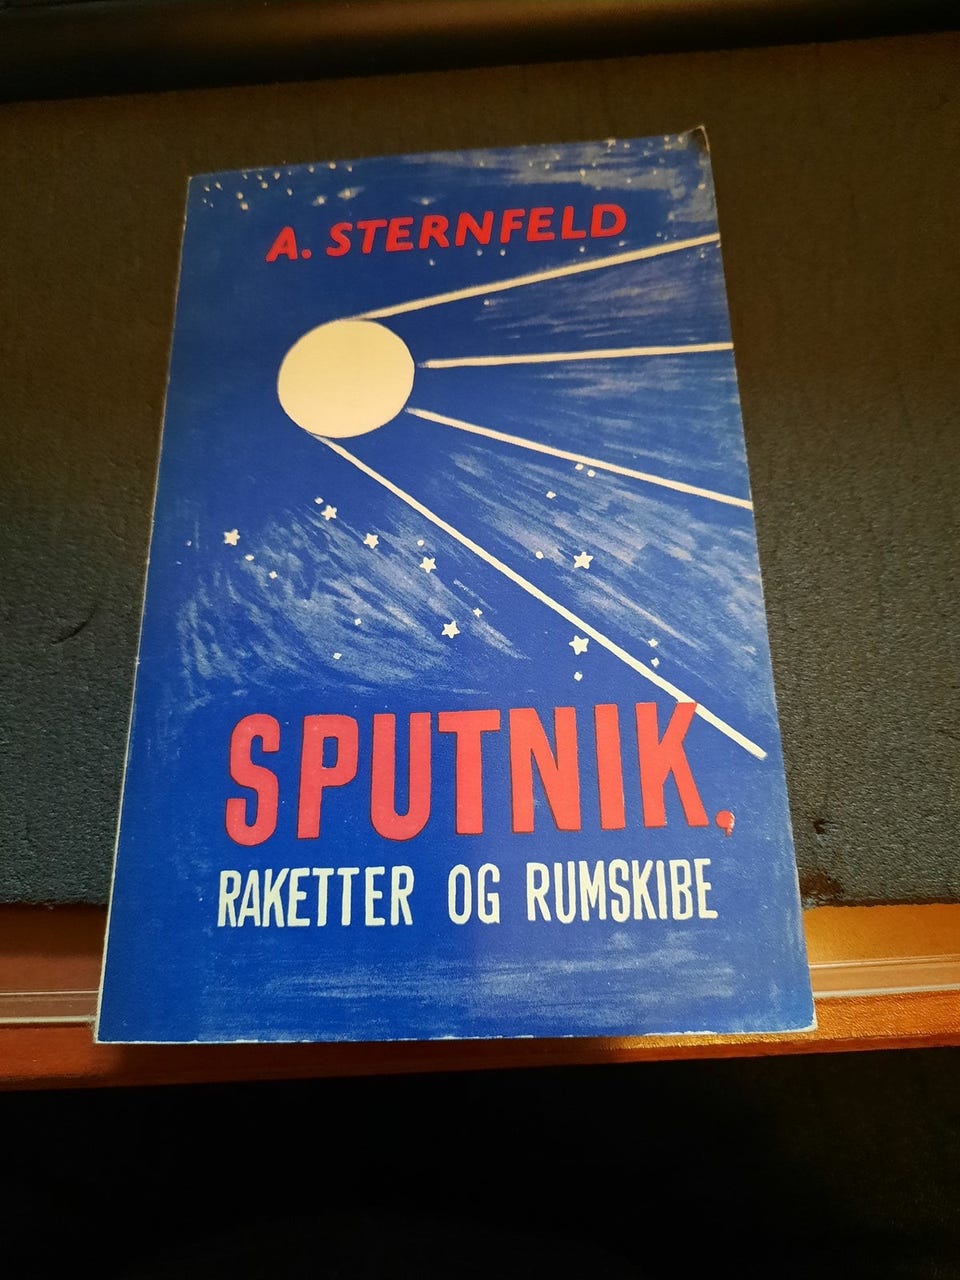 A. STERNFELD
SPUTNIK,
RAKETTER OG RUMSKIBE